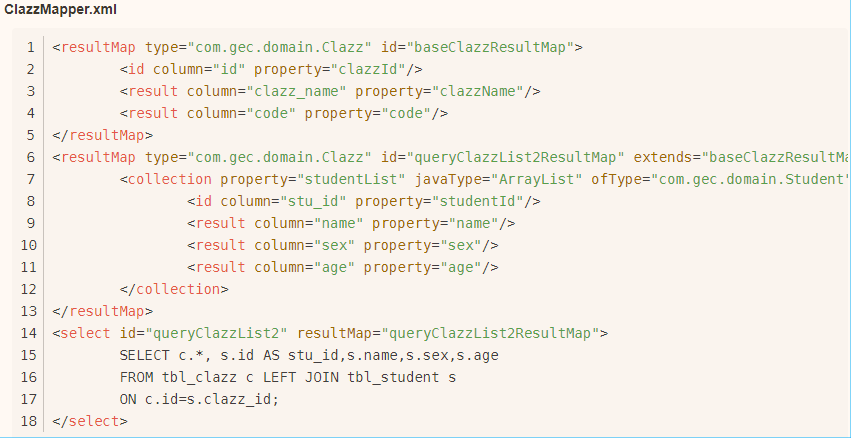 ClazzMapper.xml
1 <resultMap type="com.gec.domain.Clazz" id="baseClazzResultMap">
2 <id column="id" property="clazzId"/>
3 <result column="clazz_name" property="clazzName"/>
4 <result column="code" property="code"/>
5 </resultMap>
6 <resultMap type="com.gec.domain.Clazz" id="queryClazzList2ResultMap" extends="baseClazzResultMa
7 <collection property="studentList" javaType="ArrayList" ofType="com.gec.domain.Student"
8 <id column="stu_id" property="studentId"/>
9 <result column="name" property="name"/>
10 <result column="sex" property="sex"/>
11 <result column="age" property="age"/>
12 </collection>
13 </resultMap>
14 <select id="queryClazzList2" resultMap="queryClazzList2ResultMap">
15 SELECT c.*, s.id AS stu_id,s.name,s.sex,s.age
16 FROM tbl_clazz c LEFT JOIN tbl_student s
17 ON c.id=s.clazz_id;
18 </select>